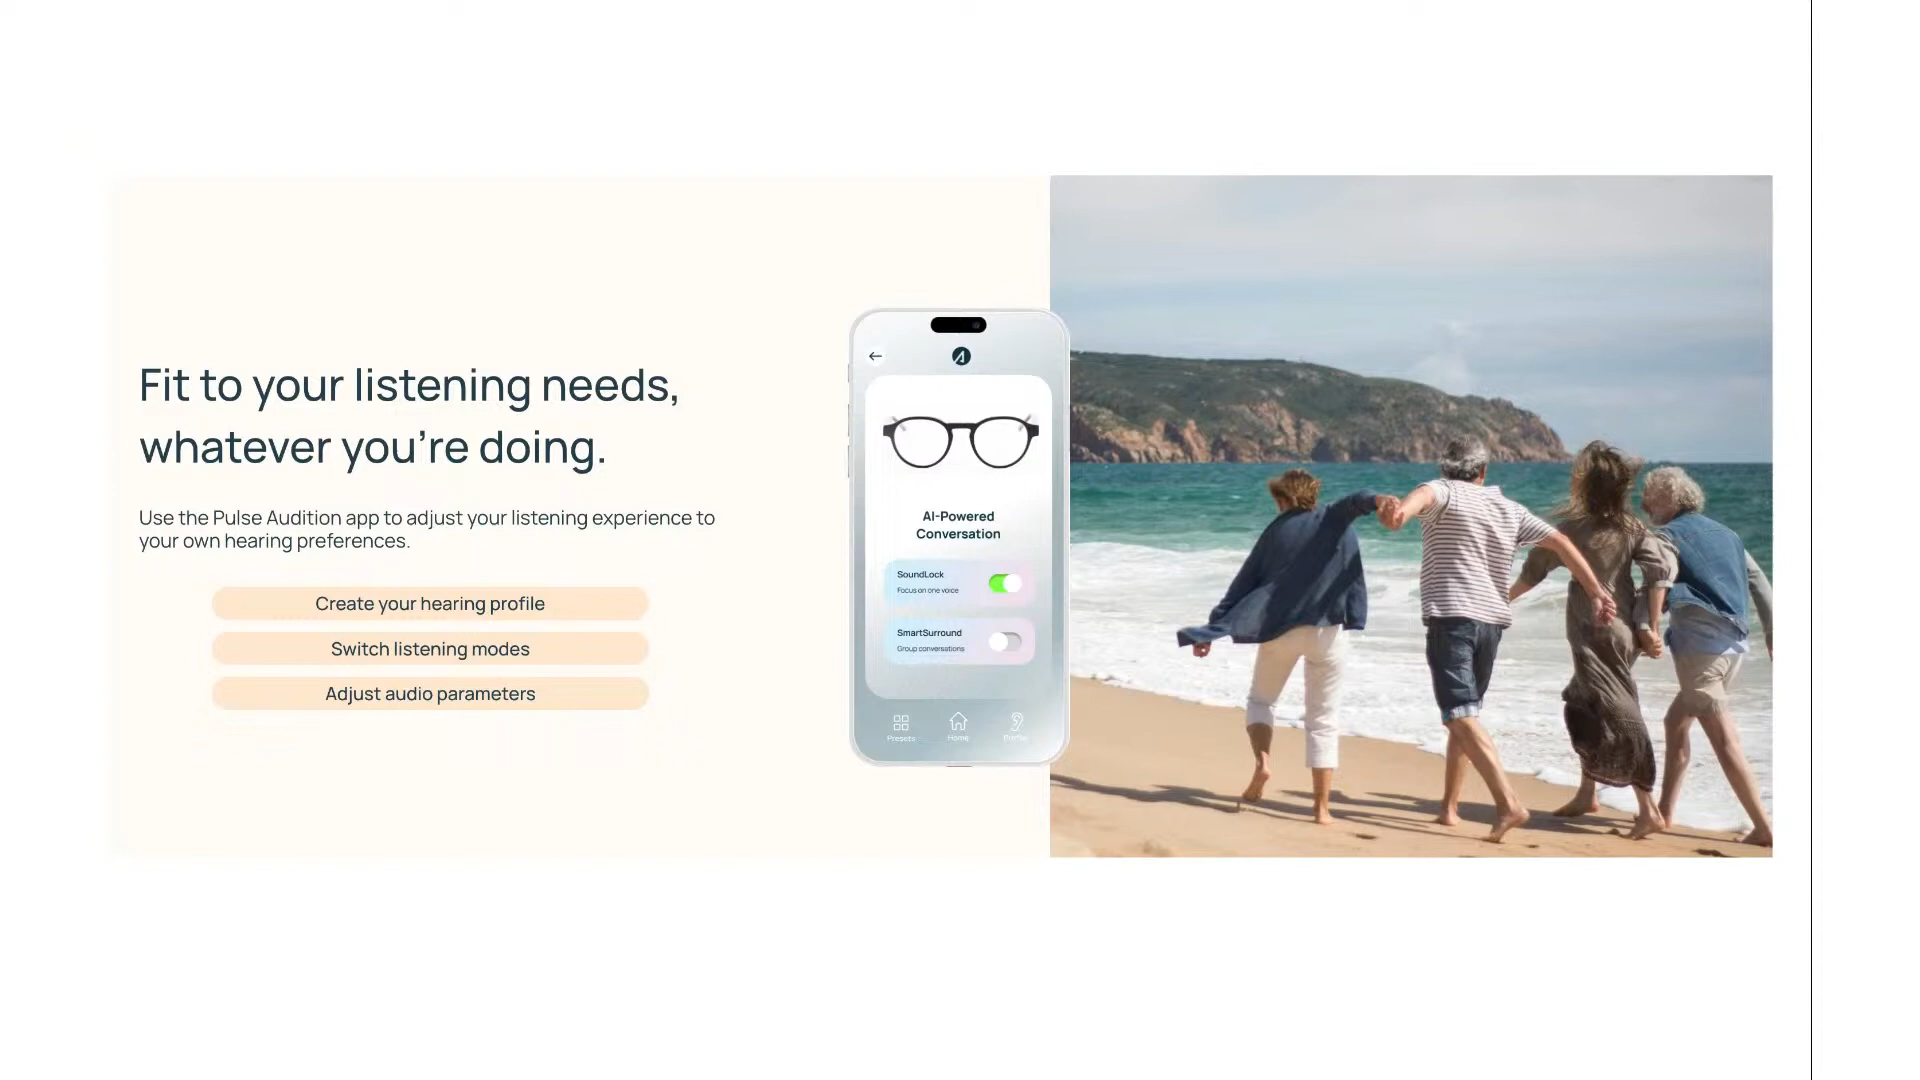 Fit to your listening needs,
whatever you’re doing.
Use the Pulse Audition app to adjust your listening experience to
your own hearing preferences.
Create your hearing profile
Switch listening modes
Adjust audio parameters
AI-Powered
Conversation
SoundLock
Focus on one voice
SmartSurround
Group conversations
Presets
Home
Profile